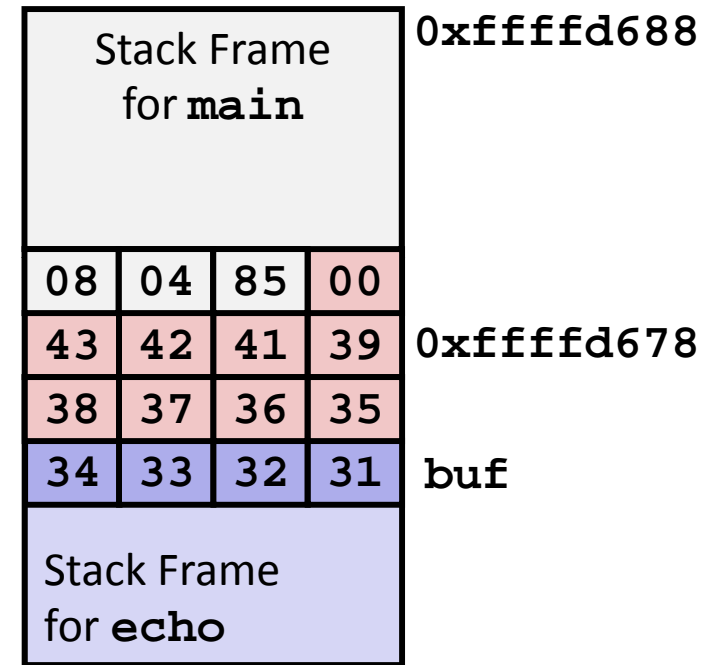 Stack Frame
for main
0xffffd688
08 04 85 00
43 42 41 39
0xffffd678
38 37 36 35
34 33 32 31
buf
Stack Frame
for echo